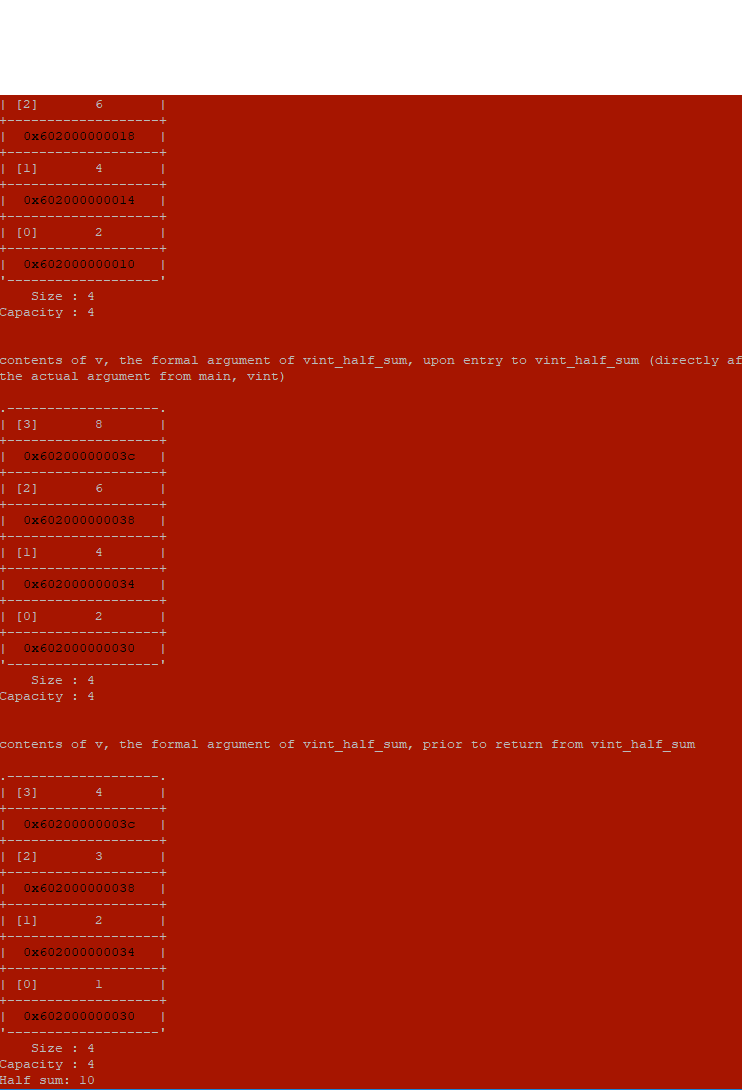 | [2]       6       |
+-------------------+
|  0x602000000018   |
+-------------------+
| [1]       4       |
+-------------------+
|  0x602000000014   |
+-------------------+
| [0]       2       |
+-------------------+
|  0x602000000010   |
'-------------------'
    Size : 4
Capacity : 4
contents of v, the formal argument of vint_half_sum, upon entry to vint_half_sum (directly af
the actual argument from main, vint)
.-------------------.
| [3]       8       |
+-------------------+
|  0x60200000003c   |
+-------------------+
| [2]       6       |
+-------------------+
|  0x602000000038   |
+-------------------+
| [1]       4       |
+-------------------+
|  0x602000000034   |
+-------------------+
| [0]       2       |
+-------------------+
|  0x602000000030   |
'-------------------'
    Size : 4
Capacity : 4
contents of v, the formal argument of vint_half_sum, prior to return from vint_half_sum
.-------------------.
| [3]       4       |
+-------------------+
|  0x60200000003c   |
+-------------------+
| [2]       3       |
+-------------------+
|  0x602000000038   |
+-------------------+
| [1]       2       |
+-------------------+
|  0x602000000034   |
+-------------------+
| [0]       1       |
+-------------------+
|  0x602000000030   |
'-------------------'
    Size : 4
Capacity : 4
Half sum: 10